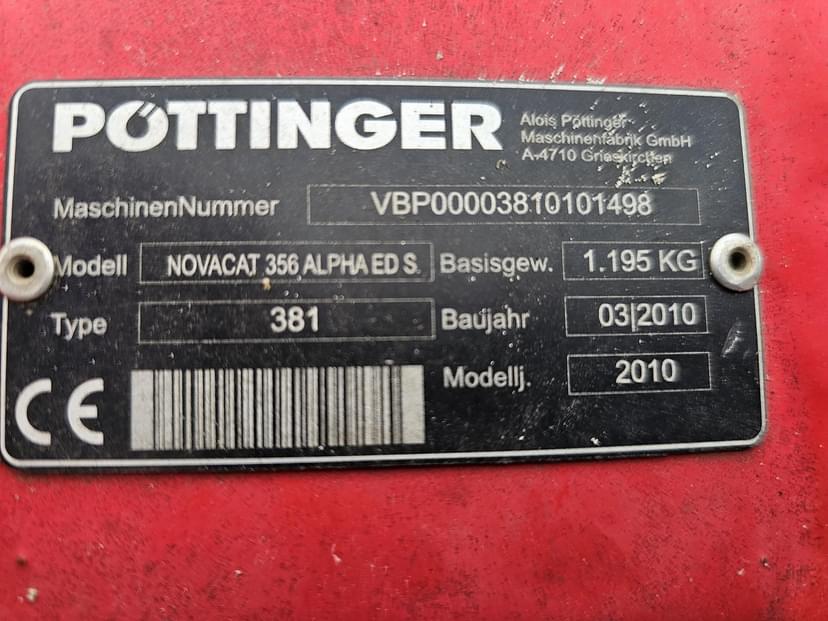 PÖTTINGER
Alois Pöttinger
Maschinenfabrik GmbH
A-4710 Grieskirchen
MaschinenNummer VBP00003810101498
Modell NOVACAT 356 ALPHA ED S. Basisgew. 1.195 KG
Type 381 Baujahr 03|2010
CE Modellj. 2010